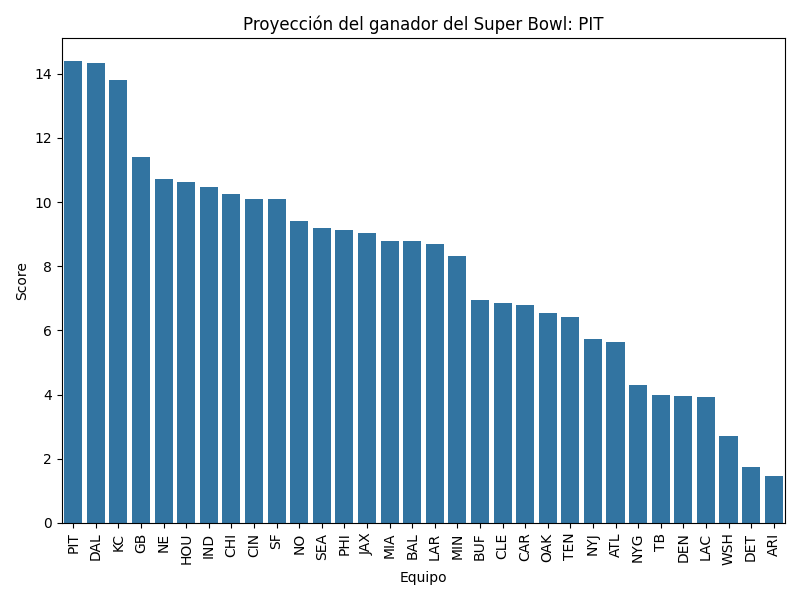 Proyección del ganador del Super Bowl: PIT
14
12
10
8
6
4
2
0
Score
PIT DAL KC GB NE HOU IND CHI CIN SF NO SEA PHI JAX MIA BAL LAR MIN BUF CLE CAR OAK TEN NYJ ATL NYG TB DEN LAC WSH DET ARI
Equipo